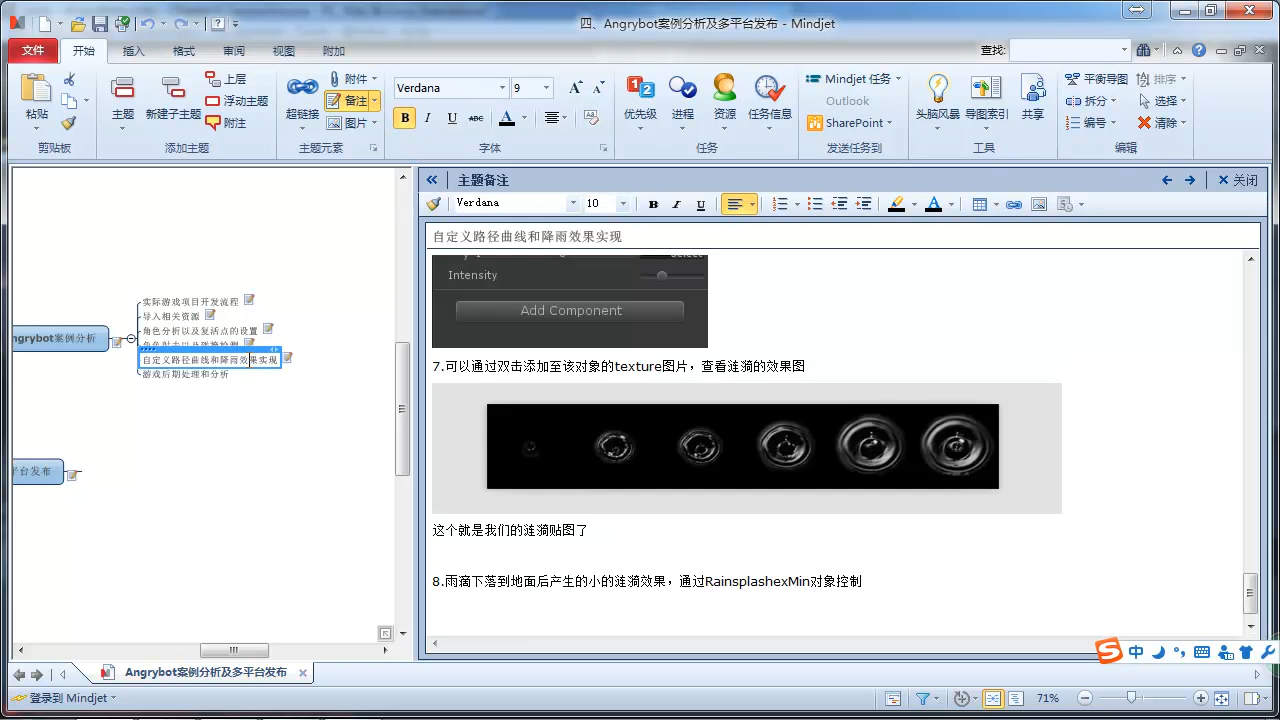 四、Angrybot案例分析及多平台发布 - Mindjet
文件 开始 插入 格式 审阅 视图 附加 查找:
粘贴 主题 新建子主题 上层 浮动主题 附注 超链接 附件 备注 图片 Verdana 9 B I U ABC A 优先级 进程 资源 任务信息 Mindjet 任务 Outlook SharePoint 头脑风暴 导图索引 共享 平衡导图 拆分 编号 排序 选择 清除
剪贴板 添加主题 主题元素 字体 任务 发送任务到 工具 编辑
主题备注 关闭
Verdana 10 B I U A
自定义路径曲线和降雨效果实现
Intensity
Add Component
7.可以通过双击添加至该对象的texture图片，查看涟漪的效果图
这个就是我们的涟漪贴图了
8.雨滴下落到地面后产生的小的涟漪效果，通过RainsplashexMin对象控制
ngrybot案例分析
实际游戏项目开发流程
导入相关资源
角色分析以及复活点的设置
自定义路径曲线和降雨效果实现
游戏后期处理和分析
平台发布
中
Angrybot案例分析及多平台发布
登录到 Mindjet 71%